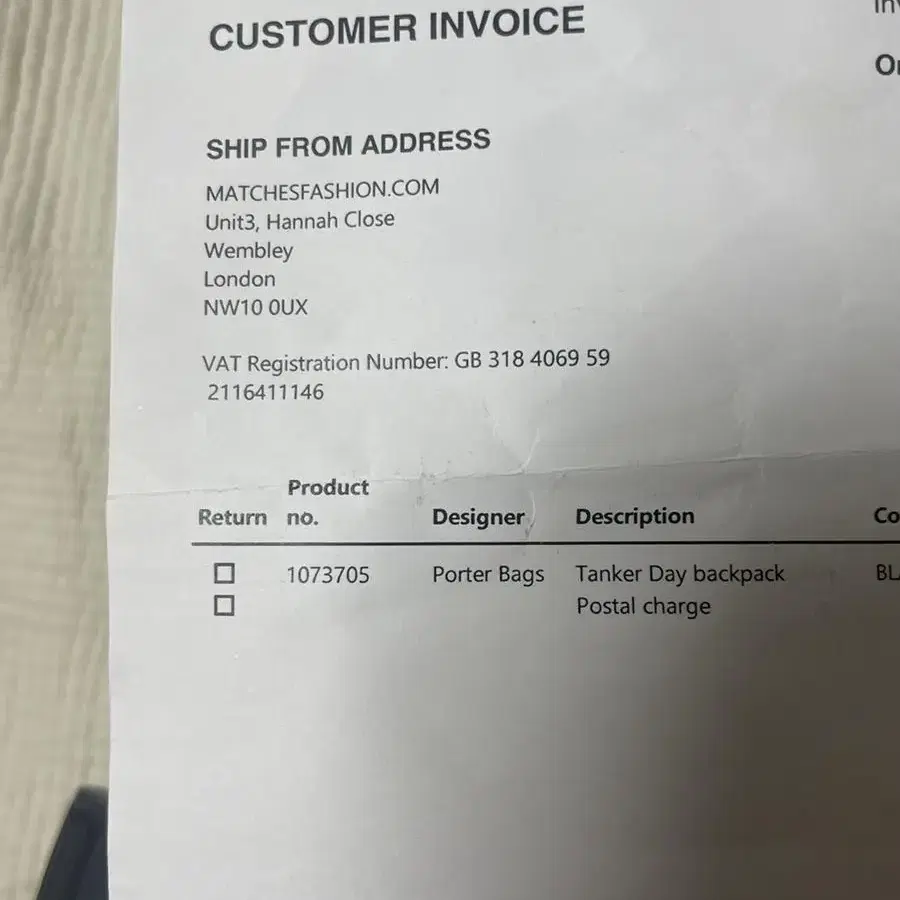 CUSTOMER INVOICE
SHIP FROM ADDRESS
MATCHESFASHION.COM
Unit3, Hannah Close
Wembley
London
NW10 0UX
VAT Registration Number: GB 318 4069 59
2116411146
Return Product no. Designer Description
1073705 Porter Bags Tanker Day backpack
Postal charge